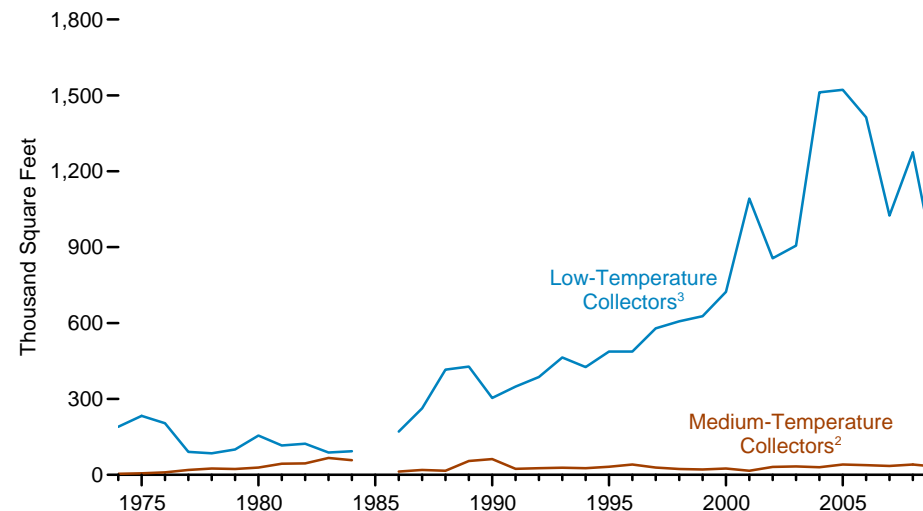 1,800
1,500
1,200
900
600
300
0
Thousand Square Feet
Low-Temperature
Collectors³
Medium-Temperature
Collectors²
1975 1980 1985 1990 1995 2000 2005